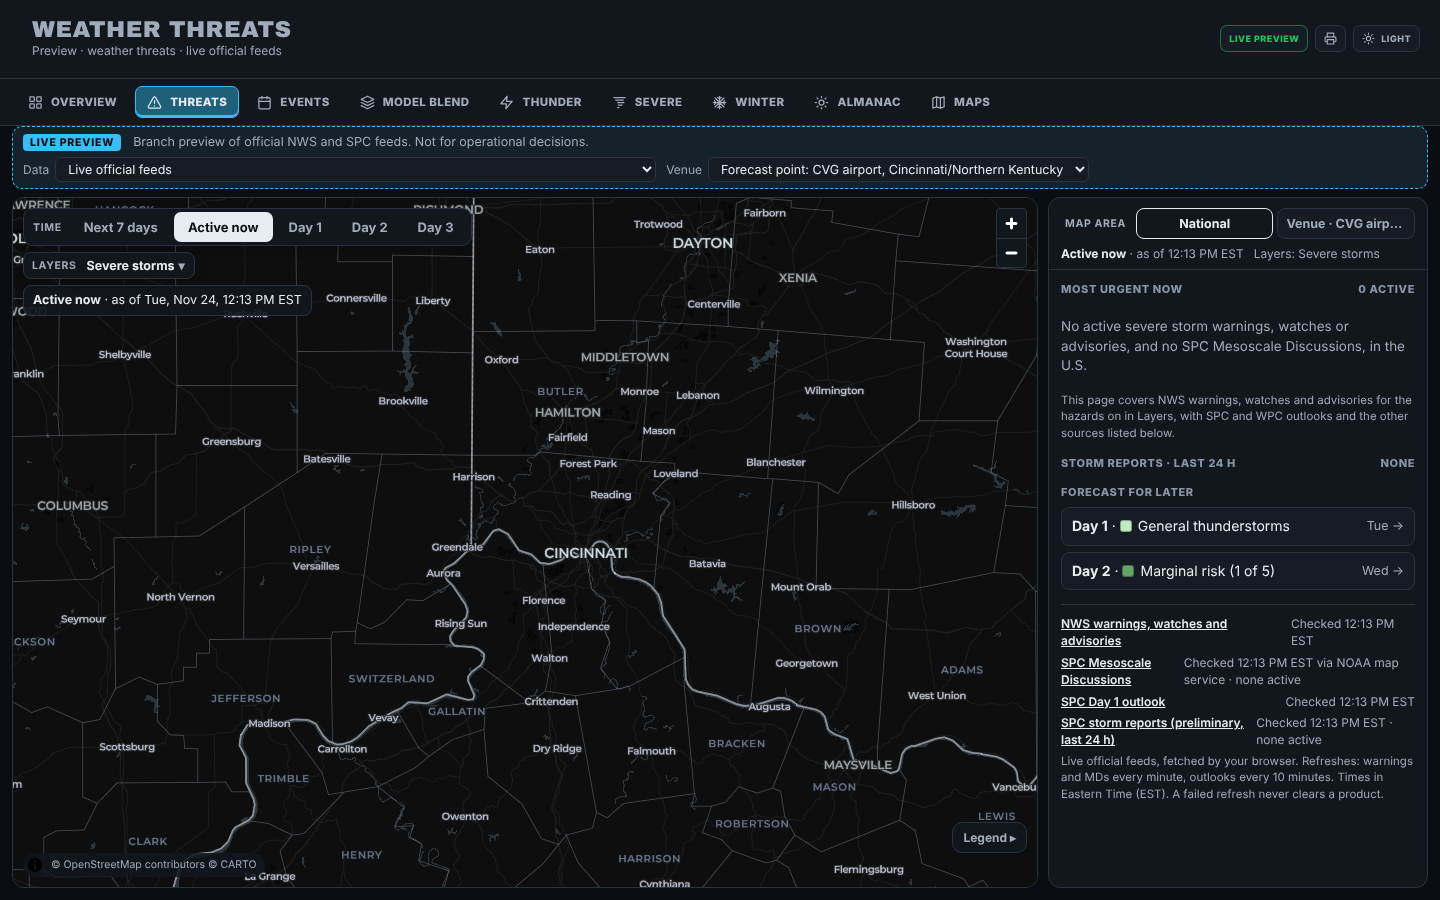 WEATHER THREATS
Preview · weather threats · live official feeds
LIVE PREVIEW
LIGHT
OVERVIEW
THREATS
EVENTS
MODEL BLEND
THUNDER
SEVERE
WINTER
ALMANAC
MAPS
LIVE PREVIEW Branch preview of official NWS and SPC feeds. Not for operational decisions.
Data Live official feeds Venue Forecast point: CVG airport, Cincinnati/Northern Kentucky
TIME Next 7 days Active now Day 1 Day 2 Day 3
LAYERS Severe storms ▾
Active now · as of Tue, Nov 24, 12:13 PM EST
+
−
RICHMOND
Fairborn
Trotwood
DAYTON
Eaton
XENIA
Connersville
Liberty
Centerville
Shelbyville
Oxford
MIDDLETOWN
Washington
Court House
anklin
BUTLER
Monroe
Lebanon
Wilmington
Brookville
HAMILTON
Greensburg
Fairfield
Mason
Batesville
Forest Park
Blanchester
Harrison
Loveland
Reading
COLUMBUS
Hillsboro
RIPLEY
Versailles
Greendale
CINCINNATI
Aurora
Batavia
North Vernon
Florence
Mount Orab
Seymour
Rising Sun
Independence
BROWN
CKSON
Walton
Georgetown
ADAMS
SWITZERLAND
JEFFERSON
Crittenden
West Union
GALLATIN
Madison
Vevay
Augusta
Scottsburg
Carrollton
Dry Ridge
Falmouth
BRACKEN
MAYSVILLE
TRIMBLE
MASON
Vancebu
Owenton
ROBERTSON
LEWIS
CLARK
HENRY
HARRISON
Flemingsburg
La Grange
Cynthiana
Legend ▸
© OpenStreetMap contributors © CARTO
MAP AREA National Venue · CVG airp...
Active now · as of 12:13 PM EST Layers: Severe storms
MOST URGENT NOW 0 ACTIVE
No active severe storm warnings, watches or
advisories, and no SPC Mesoscale Discussions, in the
U.S.
This page covers NWS warnings, watches and advisories for the
hazards on in Layers, with SPC and WPC outlooks and the other
sources listed below.
STORM REPORTS · LAST 24 H NONE
FORECAST FOR LATER
Day 1 · General thunderstorms Tue →
Day 2 · Marginal risk (1 of 5) Wed →
NWS warnings, watches and
advisories
Checked 12:13 PM
EST
SPC Mesoscale
Discussions
Checked 12:13 PM EST via NOAA map
service · none active
SPC Day 1 outlook Checked 12:13 PM EST
SPC storm reports (preliminary,
last 24 h)
Checked 12:13 PM EST ·
none active
Live official feeds, fetched by your browser. Refreshes: warnings
and MDs every minute, outlooks every 10 minutes. Times in
Eastern Time (EST). A failed refresh never clears a product.